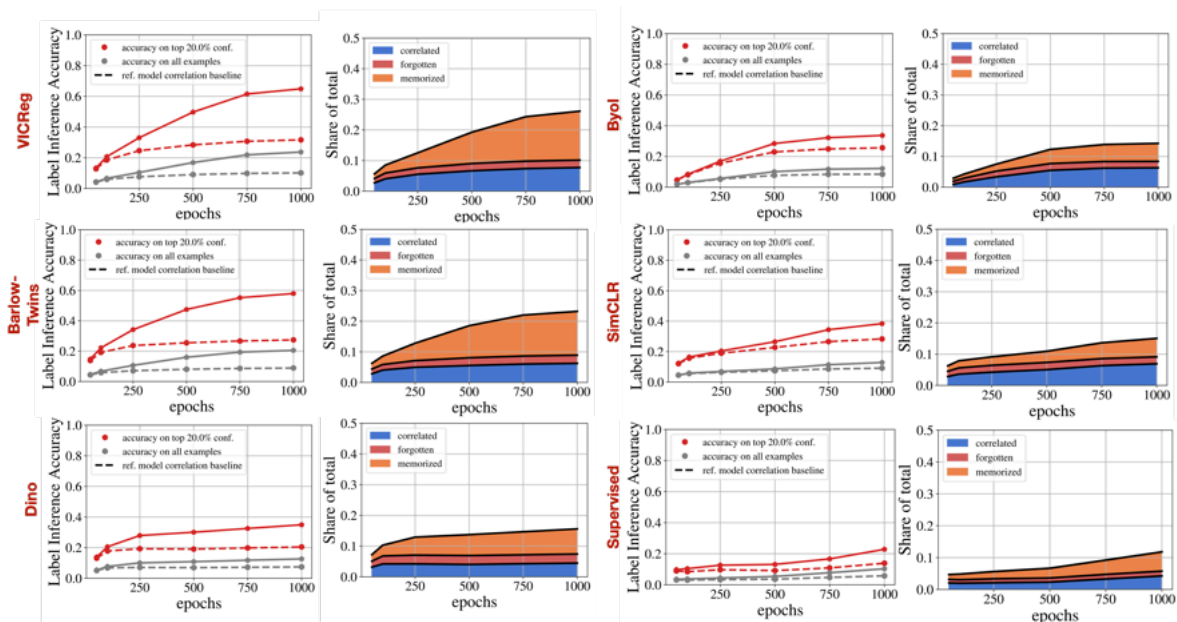 VICReg
Label Inference Accuracy
1.0
0.8
0.6
0.4
0.2
0.0
accuracy on top 20.0% conf.
accuracy on all examples
ref. model correlation baseline
250 500 750 1000
epochs
Share of total
0.5
0.4
0.3
0.2
0.1
0.0
correlated
forgotten
memorized
250 500 750 1000
epochs
Byol
Label Inference Accuracy
1.0
0.8
0.6
0.4
0.2
0.0
accuracy on top 20.0% conf.
accuracy on all examples
ref. model correlation baseline
250 500 750 1000
epochs
Share of total
0.5
0.4
0.3
0.2
0.1
0.0
correlated
forgotten
memorized
250 500 750 1000
epochs
Barlow-
Twins
Label Inference Accuracy
1.0
0.8
0.6
0.4
0.2
0.0
accuracy on top 20.0% conf.
accuracy on all examples
ref. model correlation baseline
250 500 750 1000
epochs
Share of total
0.5
0.4
0.3
0.2
0.1
0.0
correlated
forgotten
memorized
250 500 750 1000
epochs
SimCLR
Label Inference Accuracy
1.0
0.8
0.6
0.4
0.2
0.0
accuracy on top 20.0% conf.
accuracy on all examples
ref. model correlation baseline
250 500 750 1000
epochs
Share of total
0.5
0.4
0.3
0.2
0.1
0.0
correlated
forgotten
memorized
250 500 750 1000
epochs
Dino
Label Inference Accuracy
1.0
0.8
0.6
0.4
0.2
0.0
accuracy on top 20.0% conf.
accuracy on all examples
ref. model correlation baseline
250 500 750 1000
epochs
Share of total
0.5
0.4
0.3
0.2
0.1
0.0
correlated
forgotten
memorized
250 500 750 1000
epochs
Supervised
Label Inference Accuracy
1.0
0.8
0.6
0.4
0.2
0.0
accuracy on top 20.0% conf.
accuracy on all examples
ref. model correlation baseline
250 500 750 1000
epochs
Share of total
0.5
0.4
0.3
0.2
0.1
0.0
correlated
forgotten
memorized
250 500 750 1000
epochs